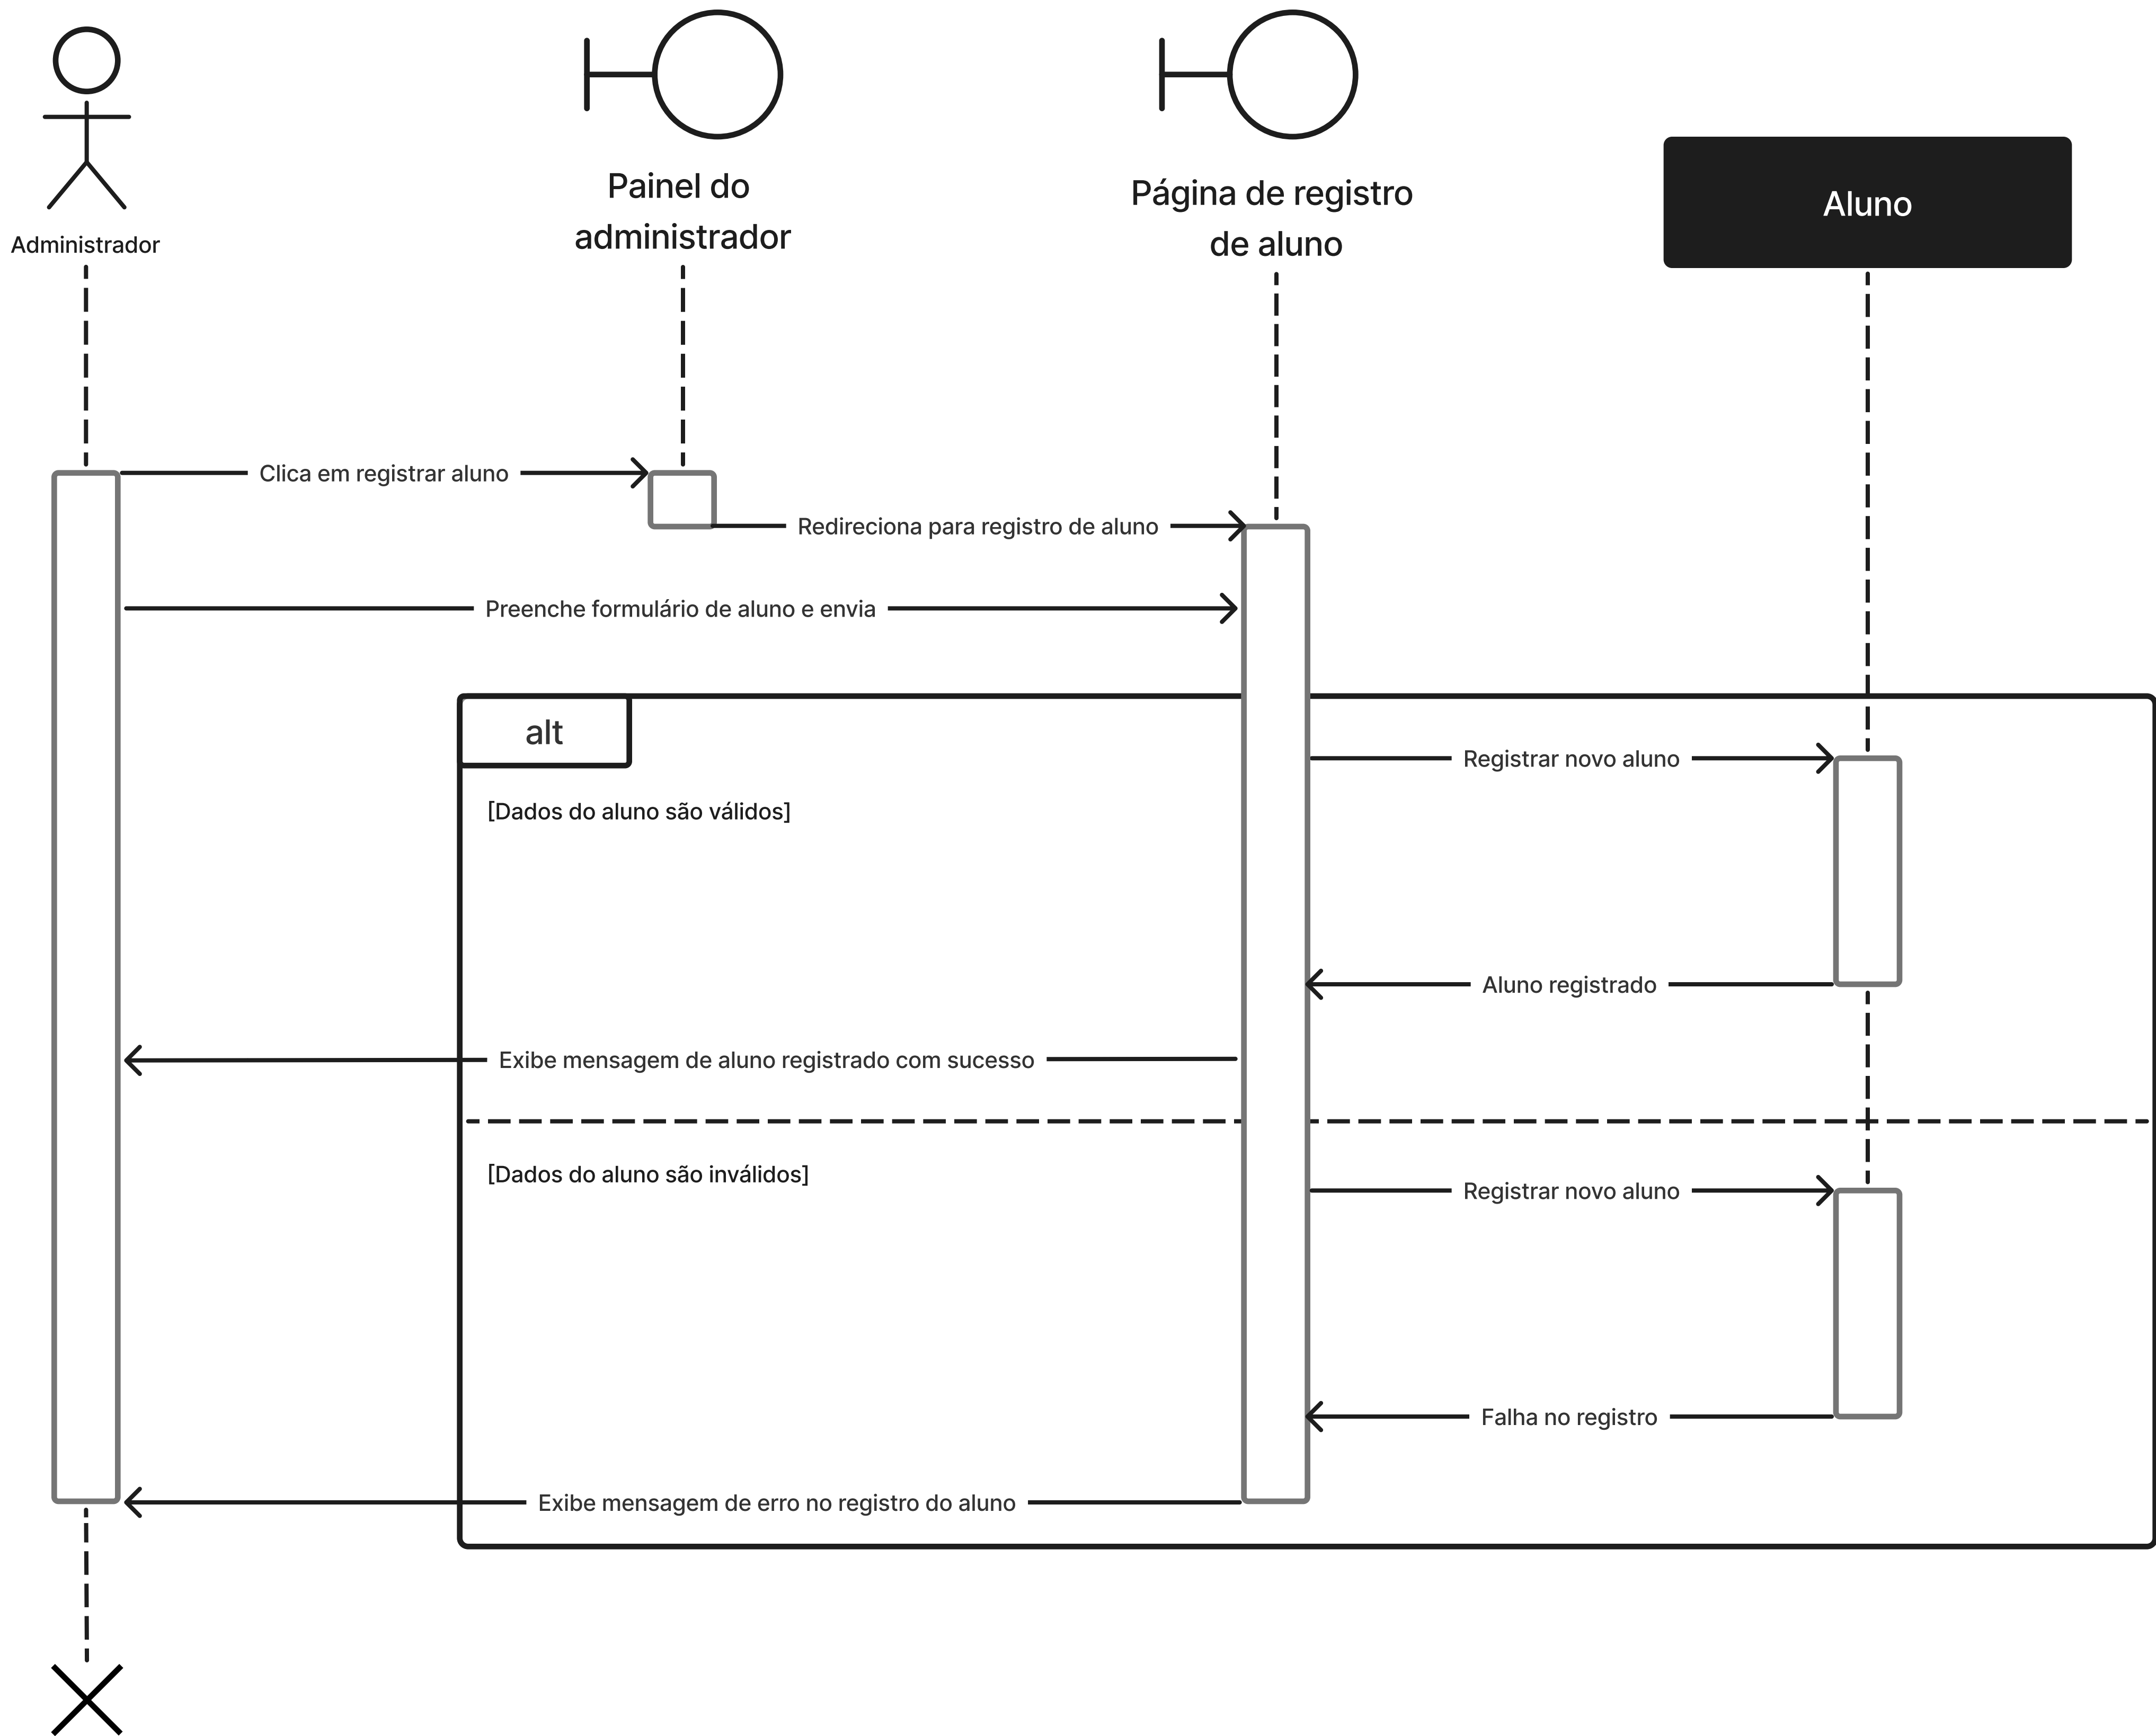 Administrador
Painel do
administrador
Página de registro
de aluno
Aluno
Clica em registrar aluno
Redireciona para registro de aluno
Preenche formulário de aluno e envia
alt
Registrar novo aluno
[Dados do aluno são válidos]
Aluno registrado
Exibe mensagem de aluno registrado com sucesso
[Dados do aluno são inválidos]
Registrar novo aluno
Falha no registro
Exibe mensagem de erro no registro do aluno